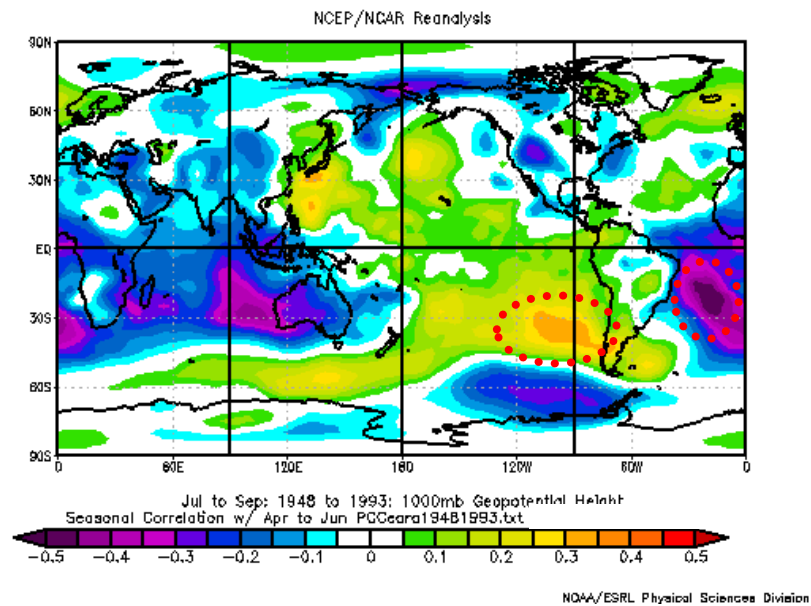 NCEP/NCAR Reanalysis
90N
60N
30N
EQ
30S
60S
90S
0 60E 120E 180 120W 60W 0
Jul to Sep: 1948 to 1993: 1000mb Geopotential Height
Seasonal Correlation w/ Apr to Jun PCCeara19481993.txt
-0.5 -0.4 -0.3 -0.2 -0.1 0 0.1 0.2 0.3 0.4 0.5
NOAA/ESRL Physical Sciences Division